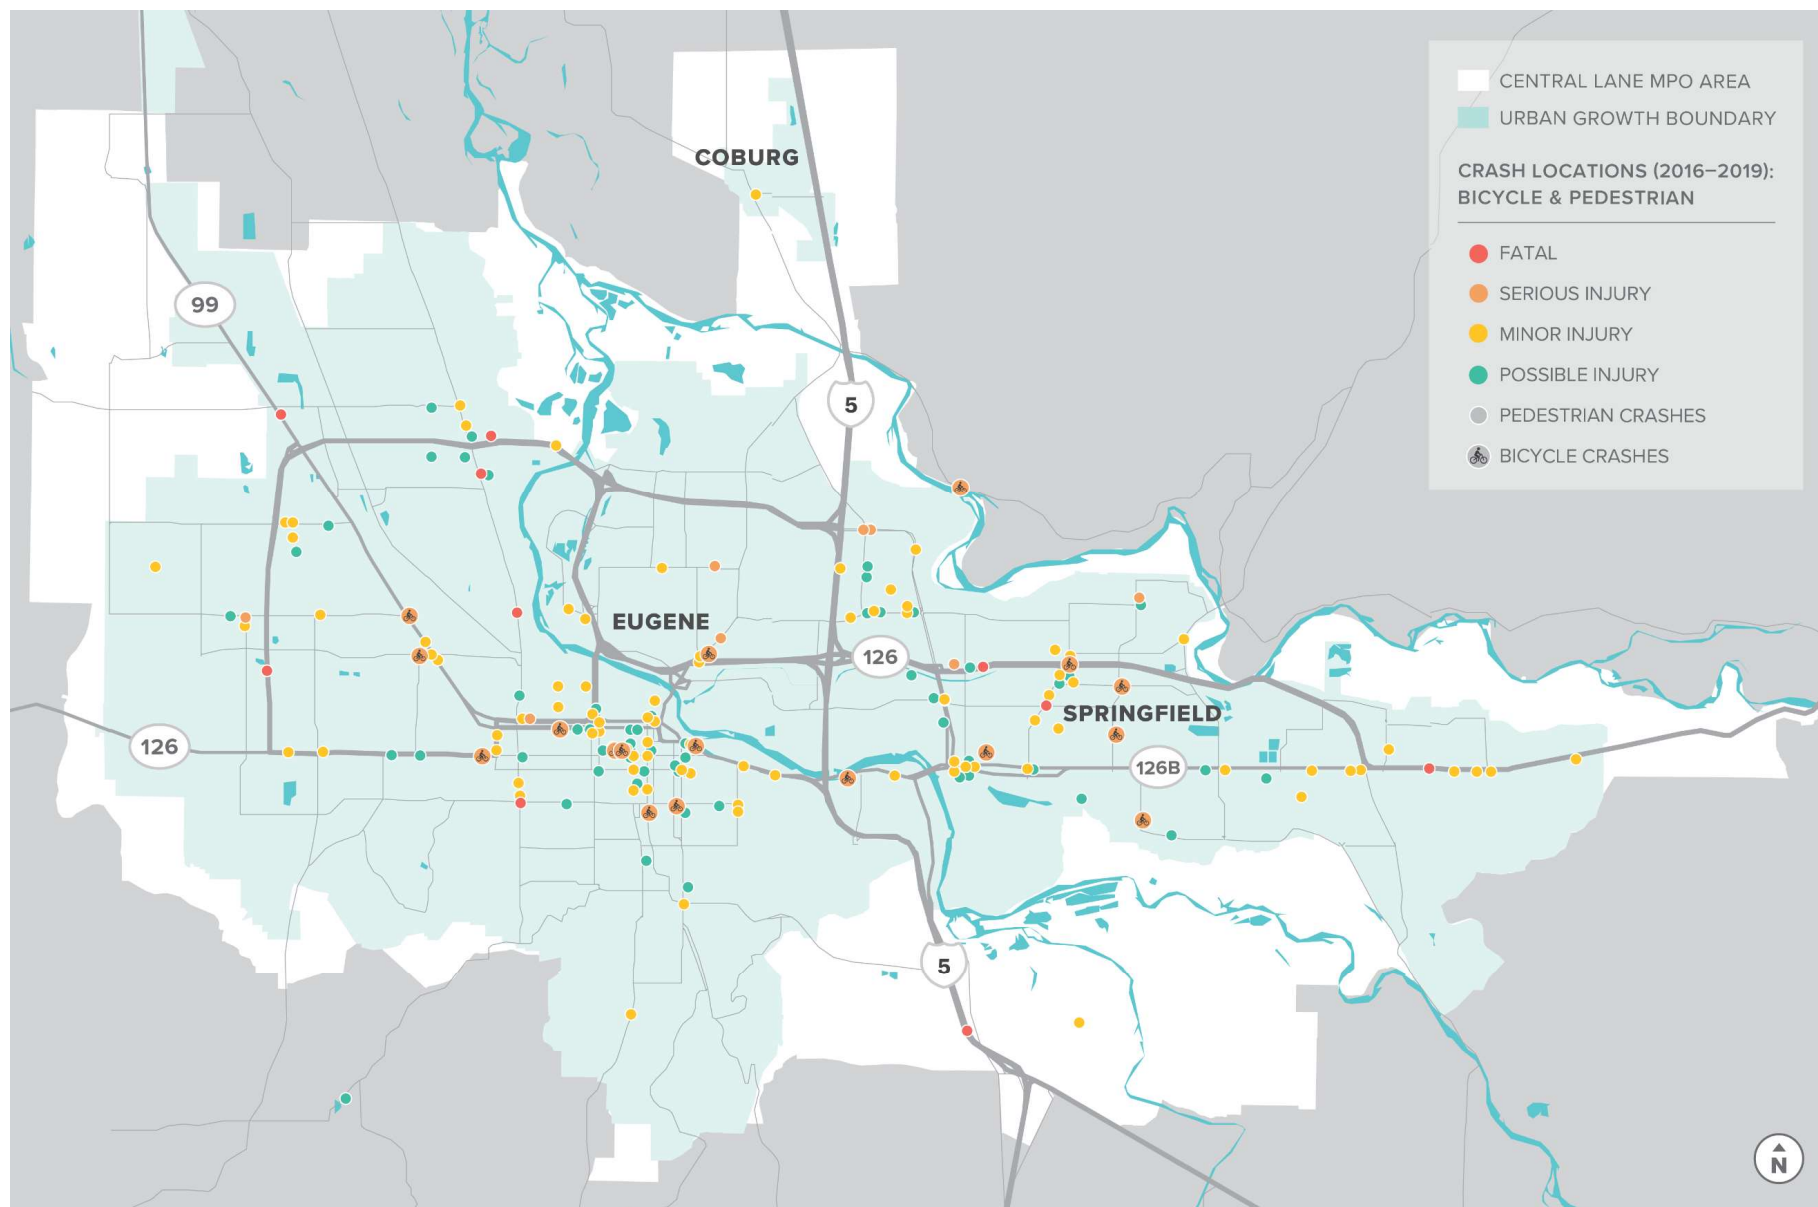 COBURG
99
5
EUGENE
126
SPRINGFIELD
126
126B
5
CENTRAL LANE MPO AREA
URBAN GROWTH BOUNDARY
CRASH LOCATIONS (2016–2019):
BICYCLE & PEDESTRIAN
FATAL
SERIOUS INJURY
MINOR INJURY
POSSIBLE INJURY
PEDESTRIAN CRASHES
BICYCLE CRASHES
N